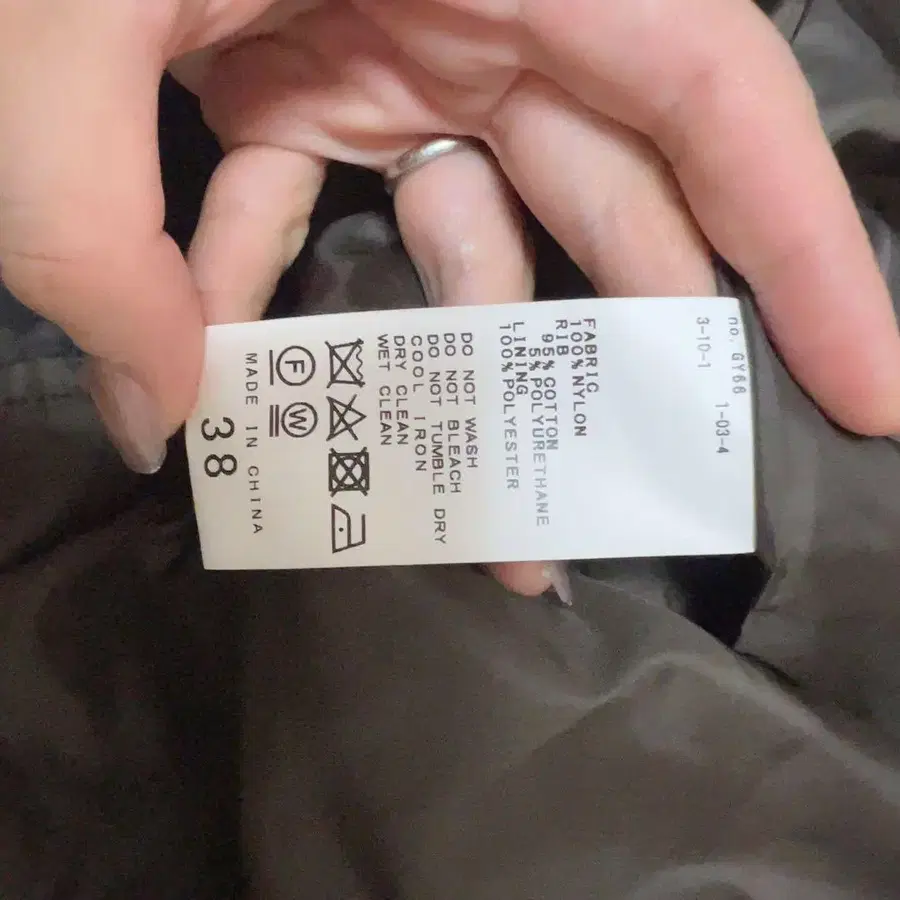 no. GY66
1-03-4
3-10-1
FABRIC
100% NYLON
RIB
95% COTTON
5% POLYURETHANE
LINING
100% POLYESTER
DO NOT WASH
DO NOT BLEACH
DO NOT TUMBLE DRY
COOL IRON
DRY CLEAN
WET CLEAN
F W
MADE IN CHINA
38